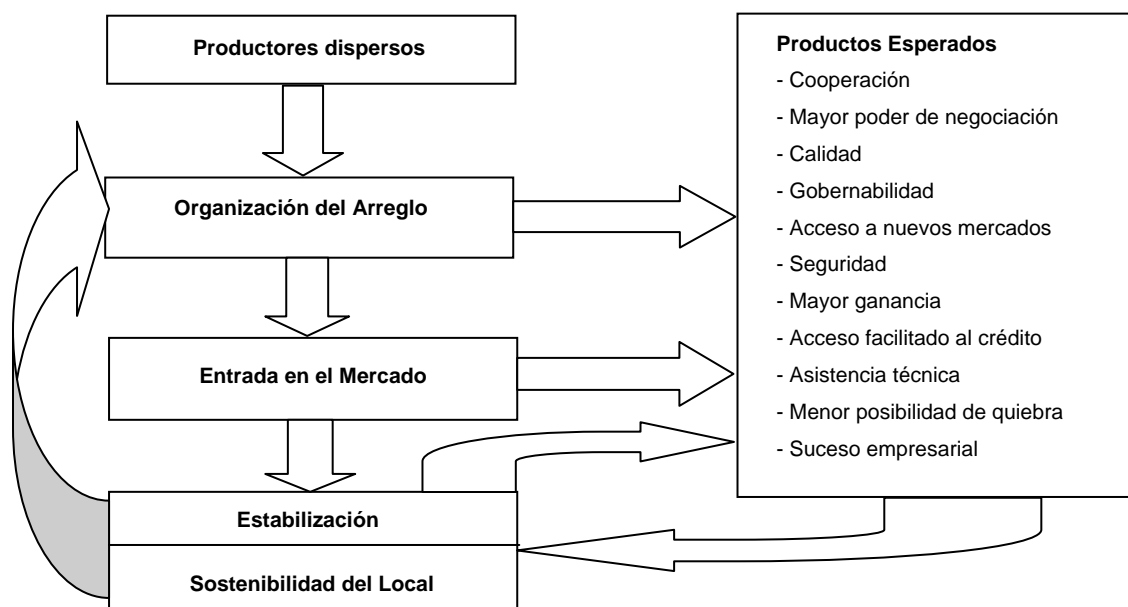 Productores dispersos
Organización del Arreglo
Entrada en el Mercado
Estabilización
Sostenibilidad del Local
Productos Esperados
- Cooperación
- Mayor poder de negociación
- Calidad
- Gobernabilidad
- Acceso a nuevos mercados
- Seguridad
- Mayor ganancia
- Acceso facilitado al crédito
- Asistencia técnica
- Menor posibilidad de quiebra
- Suceso empresarial